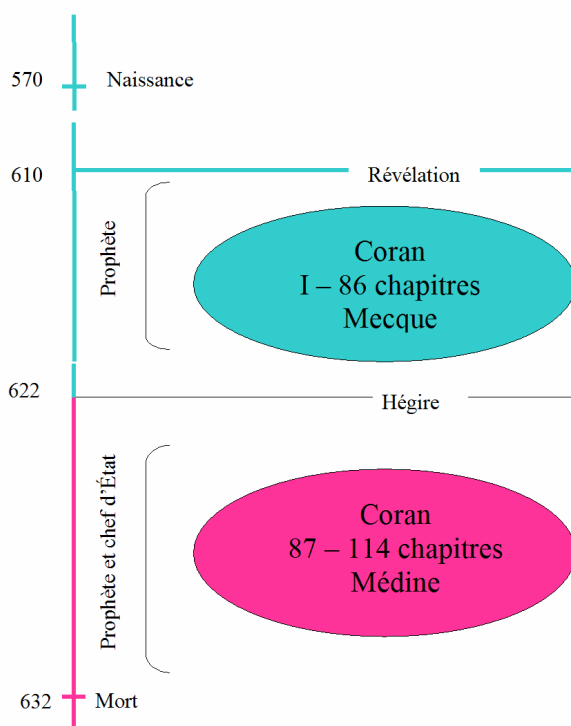 570
Naissance
610
Révélation
Prophète
Coran
I – 86 chapitres
Mecque
622
Hégire
Prophète et chef d’État
Coran
87 – 114 chapitres
Médine
632
Mort